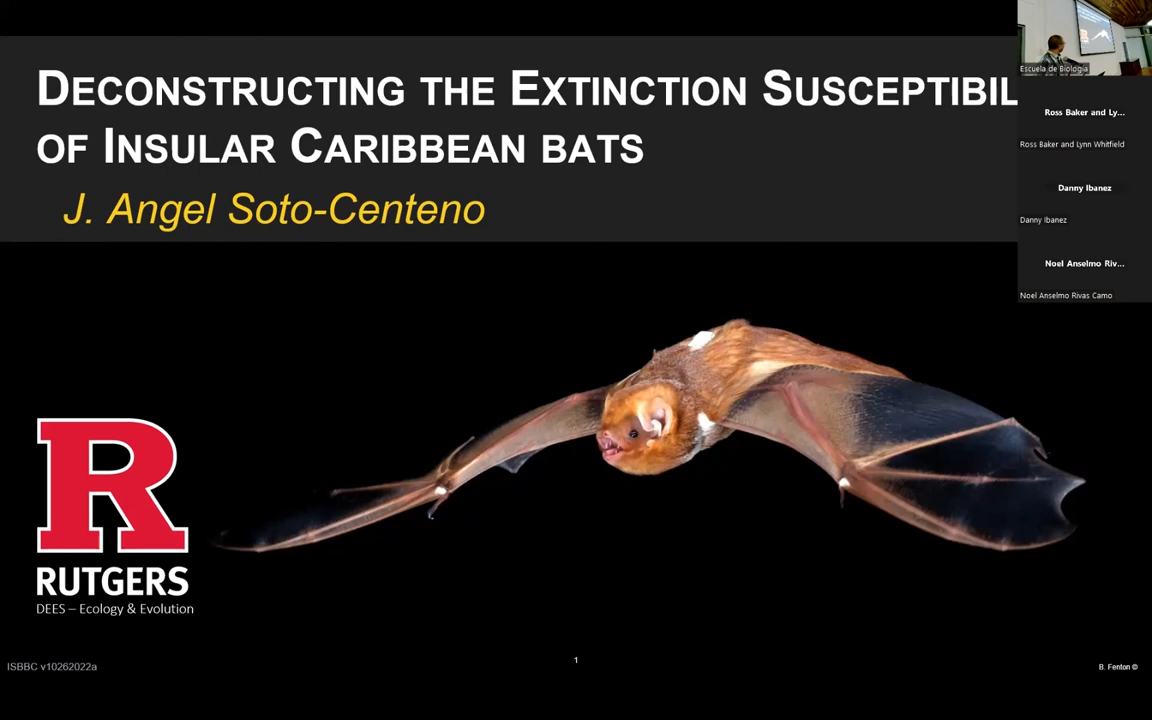 DECONSTRUCTING THE EXTINCTION SUSCEPTIBIL
OF INSULAR CARIBBEAN BATS
J. Angel Soto-Centeno
Escuela de Biología
Ross Baker and Ly...
Ross Baker and Lynn Whitfield
Danny Ibanez
Danny Ibanez
Noel Anselmo Riv...
Noel Anselmo Rivas Camo
R
RUTGERS
DEES – Ecology & Evolution
ISBBC v10262022a
1
B. Fenton ©